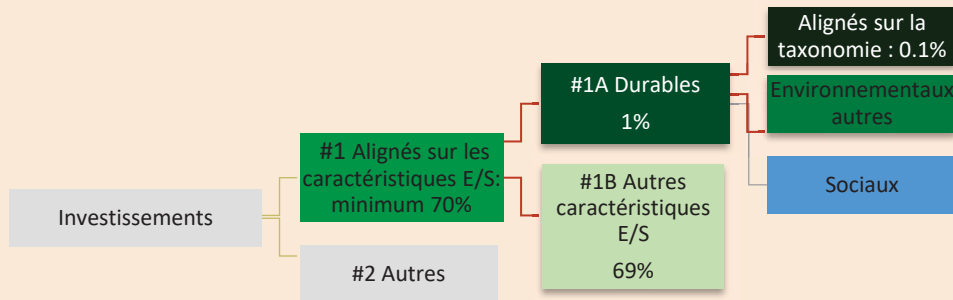 Investissements
#1 Alignés sur les
caractéristiques E/S:
minimum 70%
#2 Autres
#1A Durables
1%
#1B Autres
caractéristiques
E/S
69%
Alignés sur la
taxonomie : 0.1%
Environnementaux
autres
Sociaux